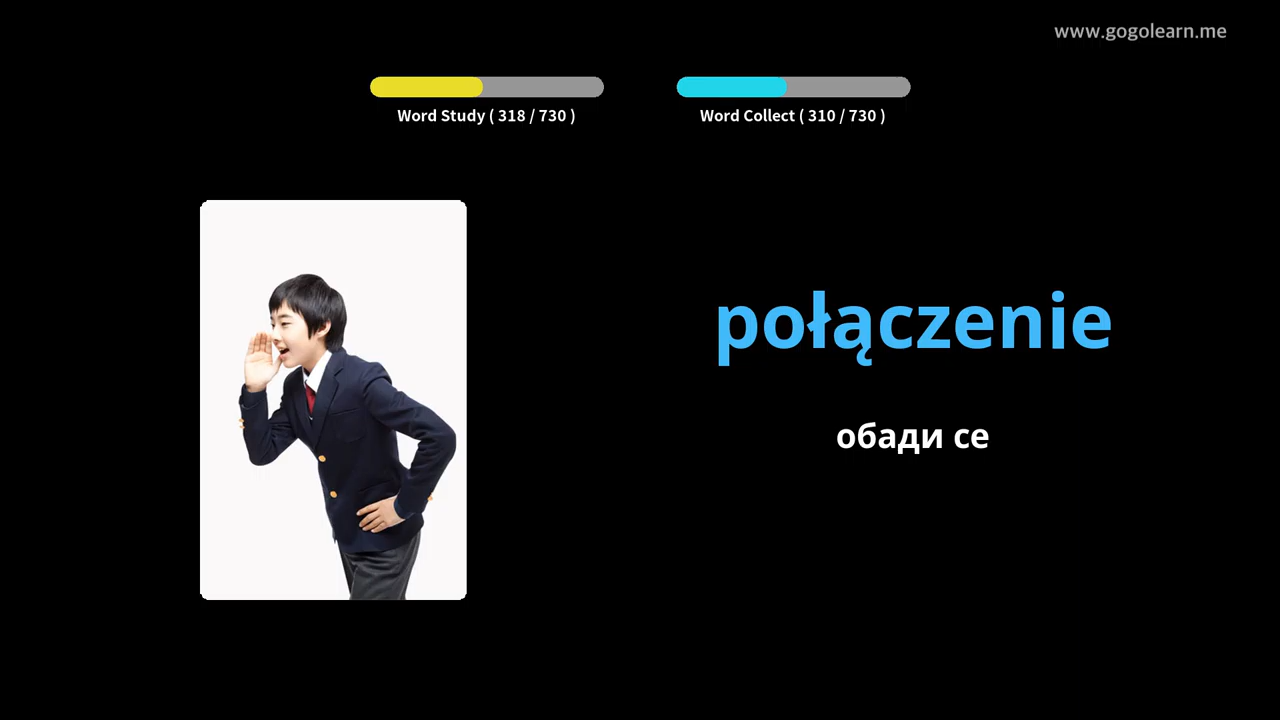 www.gogolearn.me
Word Study ( 318 / 730 )
Word Collect ( 310 / 730 )
połączenie
обади се